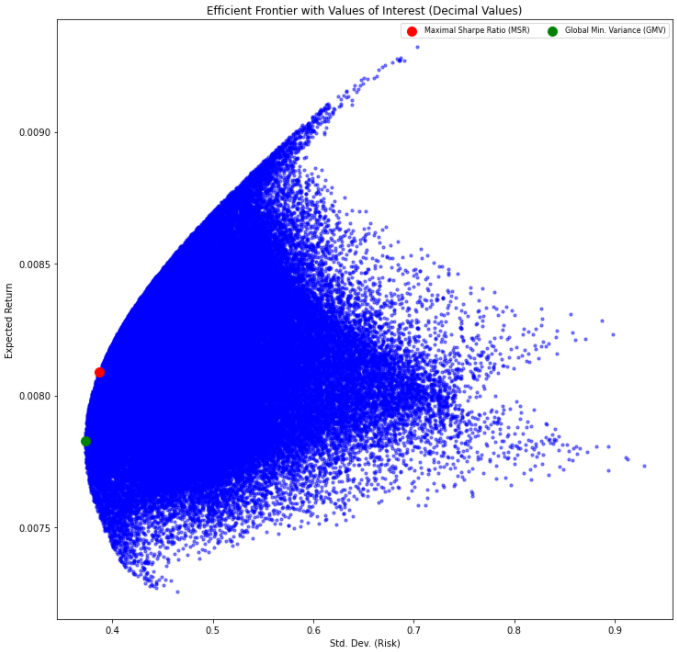 Efficient Frontier with Values of Interest (Decimal Values)
Maximal Sharpe Ratio (MSR)
Global Min. Variance (GMV)
0.0090
0.0085
0.0080
0.0075
Expected Return
0.4
0.5
0.6
0.7
0.8
0.9
Std. Dev. (Risk)